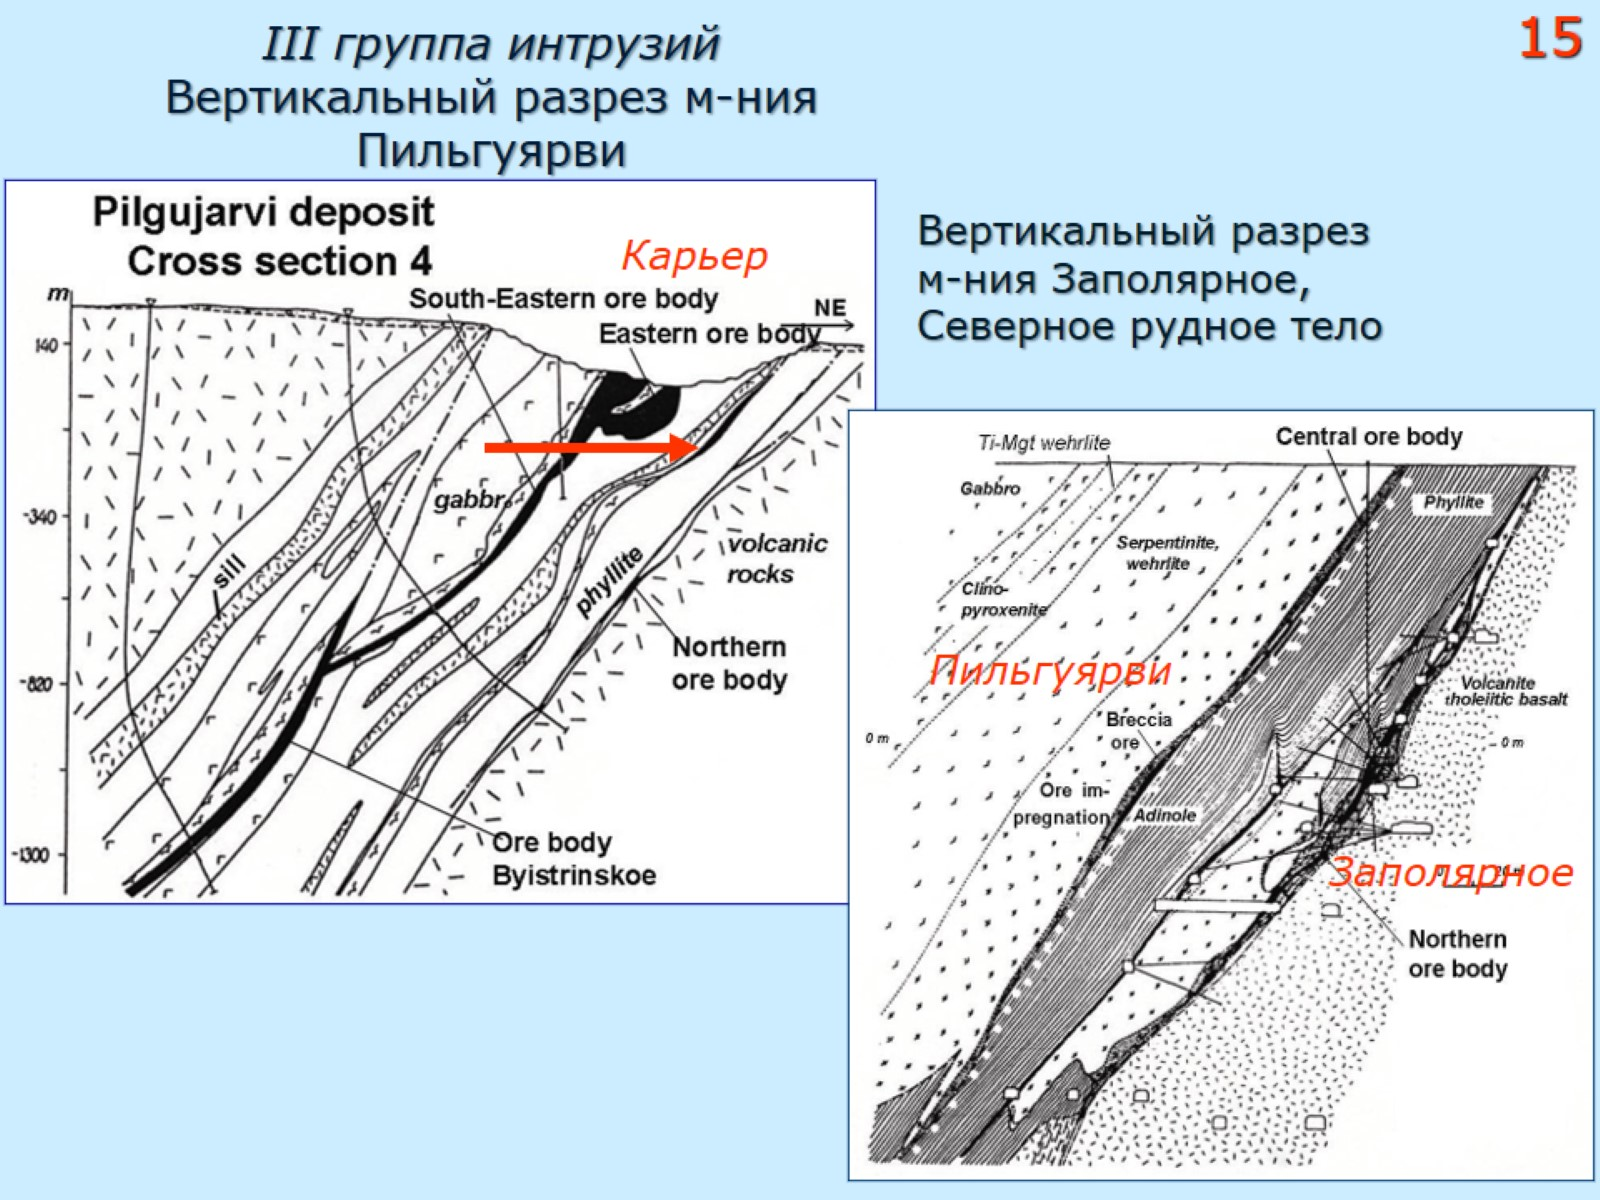 III группа интрузий
Вертикальный разрез м-ния
Пильгуярви
15
Pilgujarvi deposit
Cross section 4
Карьер
m
South-Eastern ore body
NE
Eastern ore body
140
-340
gabbro
volcanic
rocks
sill
phyllite
Northern
ore body
-820
-1300
Ore body
Byistrinskoe
Вертикальный разрез
м-ния Заполярное,
Северное рудное тело
Ti-Mgt wehrlite
Central ore body
Gabbro
Phyllite
Serpentinite,
wehrlite
Clino-
pyroxenite
Пильгуярви
Volcanite
tholeiitic basalt
Breccia
ore
0 m
0 m
Ore im-
pregnation
Adinole
Заполярное
Northern
ore body